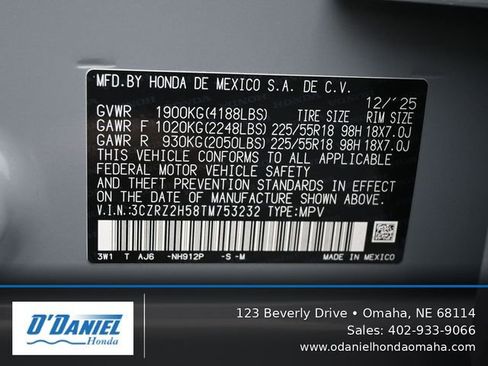 MFD.BY HONDA DE MEXICO S.A. DE C.V.
12/'25
GVWR 1900KG(4188LBS) TIRE SIZE RIM SIZE
GAWR F 1020KG(2248LBS) 225/55R18 98H 18X7.0J
GAWR R 930KG(2050LBS) 225/55R18 98H 18X7.0J
THIS VEHICLE CONFORMS TO ALL APPLICABLE
FEDERAL MOTOR VEHICLE SAFETY, BUMPER,
AND THEFT PREVENTION STANDARDS IN EFFECT
ON THE DATE OF MANUFACTURE SHOWN ABOVE.
V.I.N:3CZRZ2H58TM753232 TYPE:MPV
3W1 T AJ6 -NH912P -S -M MADE IN MEXICO
O'DANIEL
Honda
123 Beverly Drive • Omaha, NE 68114
Sales: 402-933-9066
www.odanielhondaomaha.com